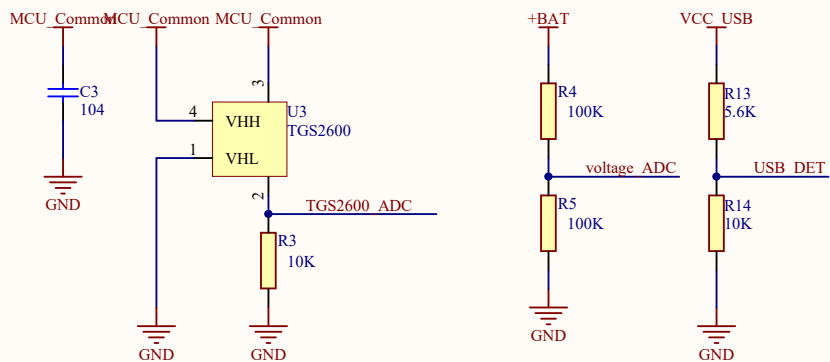 MCU_Common
MCU_Common
MCU_Common
+BAT
VCC_USB
C3
104
3
U3
TGS2600
4
VHH
1
VHL
2
R4
100K
R13
5.6K
voltage_ADC
USB_DET
TGS2600_ADC
R5
100K
R14
10K
R3
10K
GND
GND
GND
GND
GND